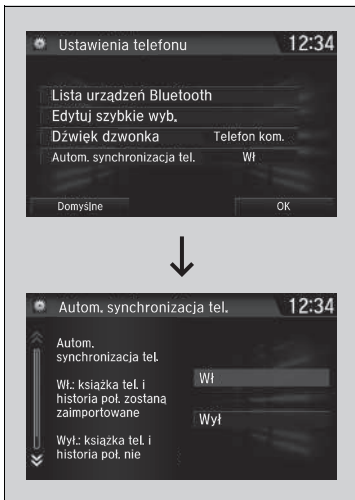 Ustawienia telefonu 12:34
Lista urządzeń Bluetooth
Edytuj szybkie wyb.
Dźwięk dzwonka Telefon kom.
Autom. synchronizacja tel. Wł
Domyślne OK
Autom. synchronizacja tel. 12:34
Autom.
synchronizacja tel.
Wł.: książka tel. i
historia poł. zostaną
zaimportowane
Wył.: książka tel. i
historia poł. nie
Wł
Wył